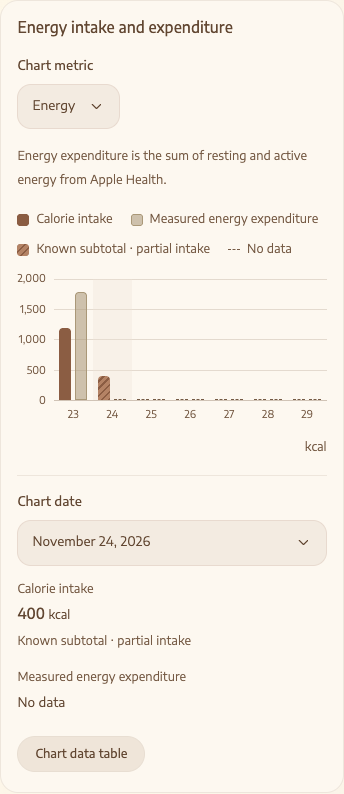 Energy intake and expenditure
Chart metric
Energy
Energy expenditure is the sum of resting and active
energy from Apple Health.
Calorie intake
Measured energy expenditure
Known subtotal · partial intake
No data
2,000
1,500
1,000
500
0
23 24 25 26 27 28 29
kcal
Chart date
November 24, 2026
Calorie intake
400 kcal
Known subtotal · partial intake
Measured energy expenditure
No data
Chart data table